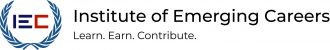 IEC
Institute of Emerging Careers
Learn. Earn. Contribute.